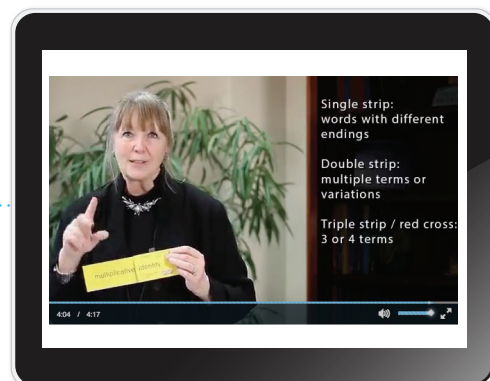 Single strip:
words with different
endings
Double strip:
multiple terms or
variations
Triple strip / red cross:
3 or 4 terms
multiplicative identity
4:04 / 4:17